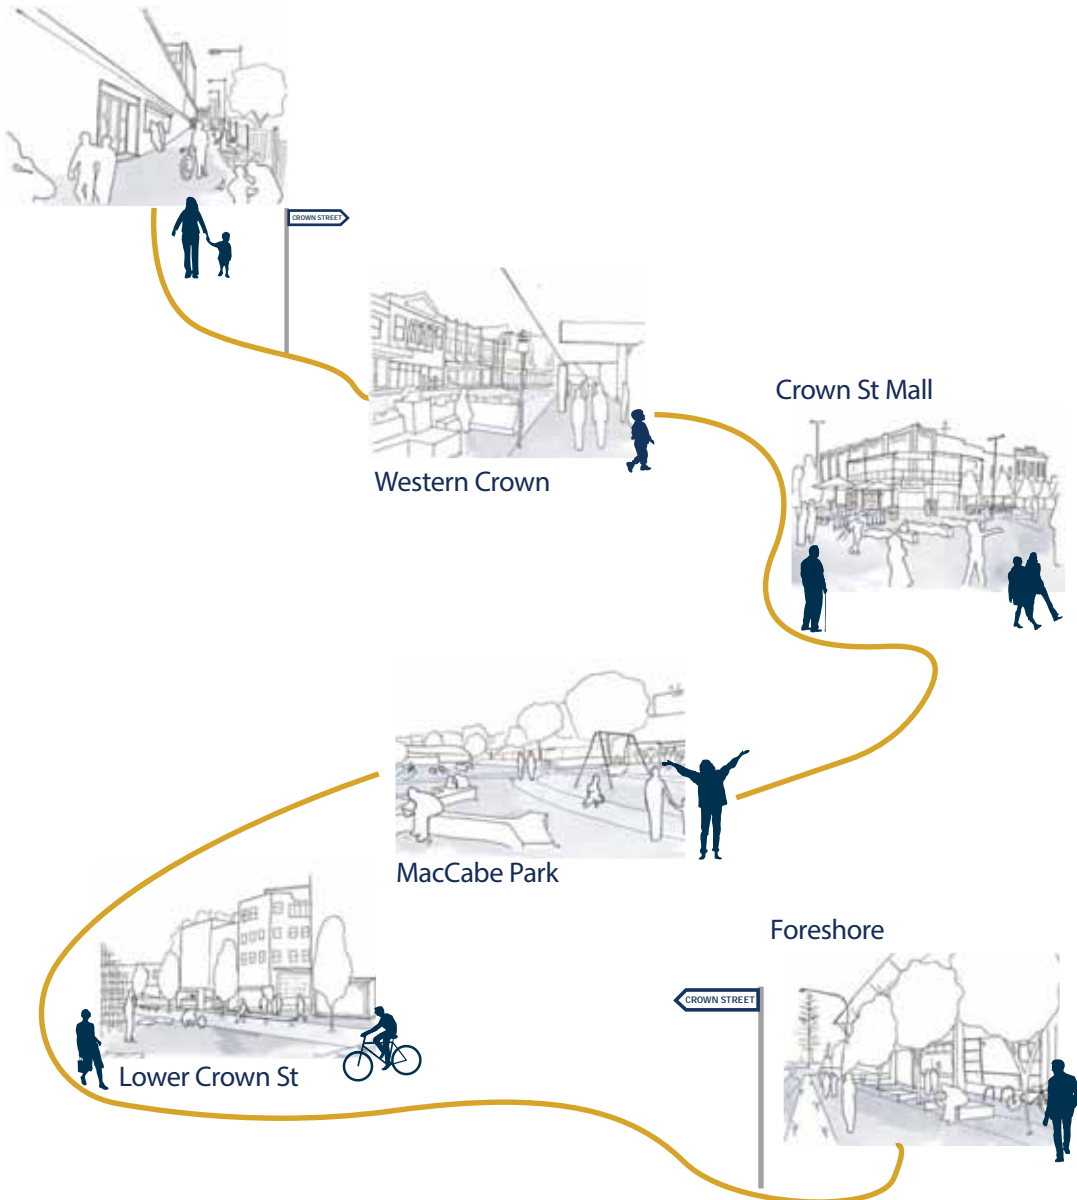 CROWN STREET
Western Crown
Crown St Mall
MacCabe Park
Lower Crown St
Foreshore
CROWN STREET